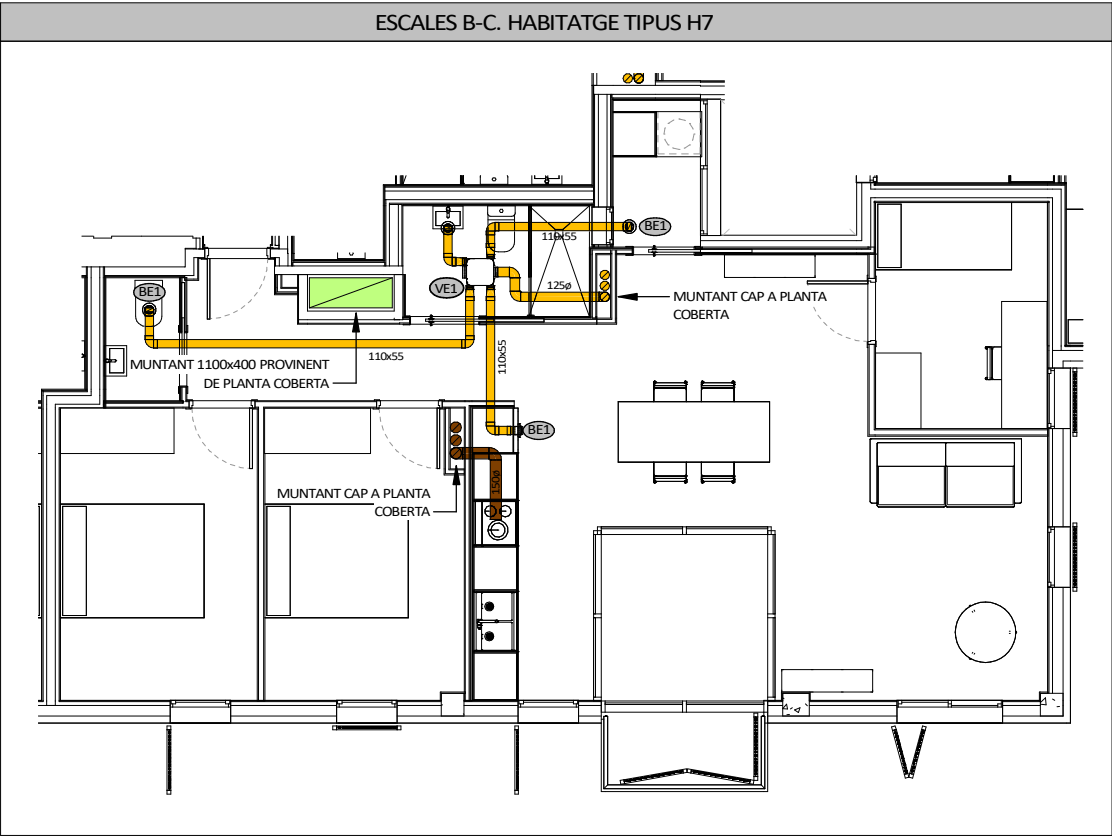 ESCALES B-C. HABITATGE TIPUS H7
BE1
110x55
BE1
VE1
125ø
MUNTANT CAP A PLANTA
COBERTA
110x55
110x55
MUNTANT 1100x400 PROVINENT
DE PLANTA COBERTA
BE1
150ø
MUNTANT CAP A PLANTA
COBERTA